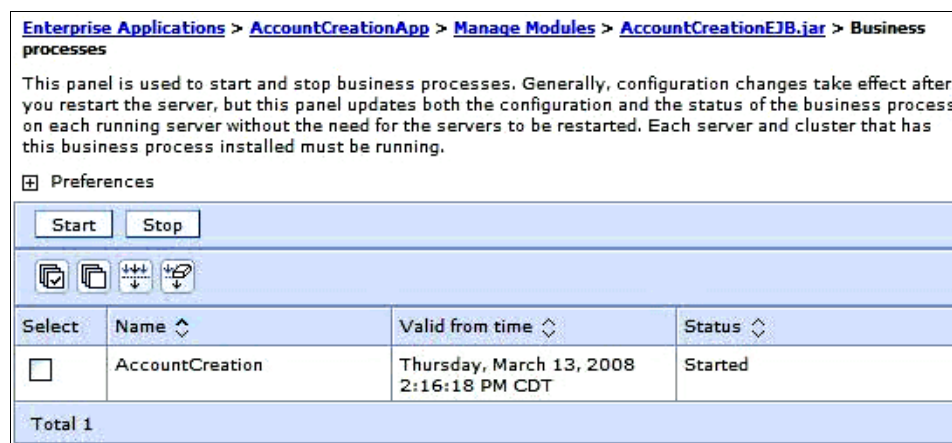 Enterprise Applications > AccountCreationApp > Manage Modules > AccountCreationEJB.jar > Business
processes
This panel is used to start and stop business processes. Generally, configuration changes take effect after
you restart the server, but this panel updates both the configuration and the status of the business process
on each running server without the need for the servers to be restarted. Each server and cluster that has
this business process installed must be running.
Preferences
Start Stop
Select Name Valid from time Status
AccountCreation Thursday, March 13, 2008 Started
2:16:18 PM CDT
Total 1